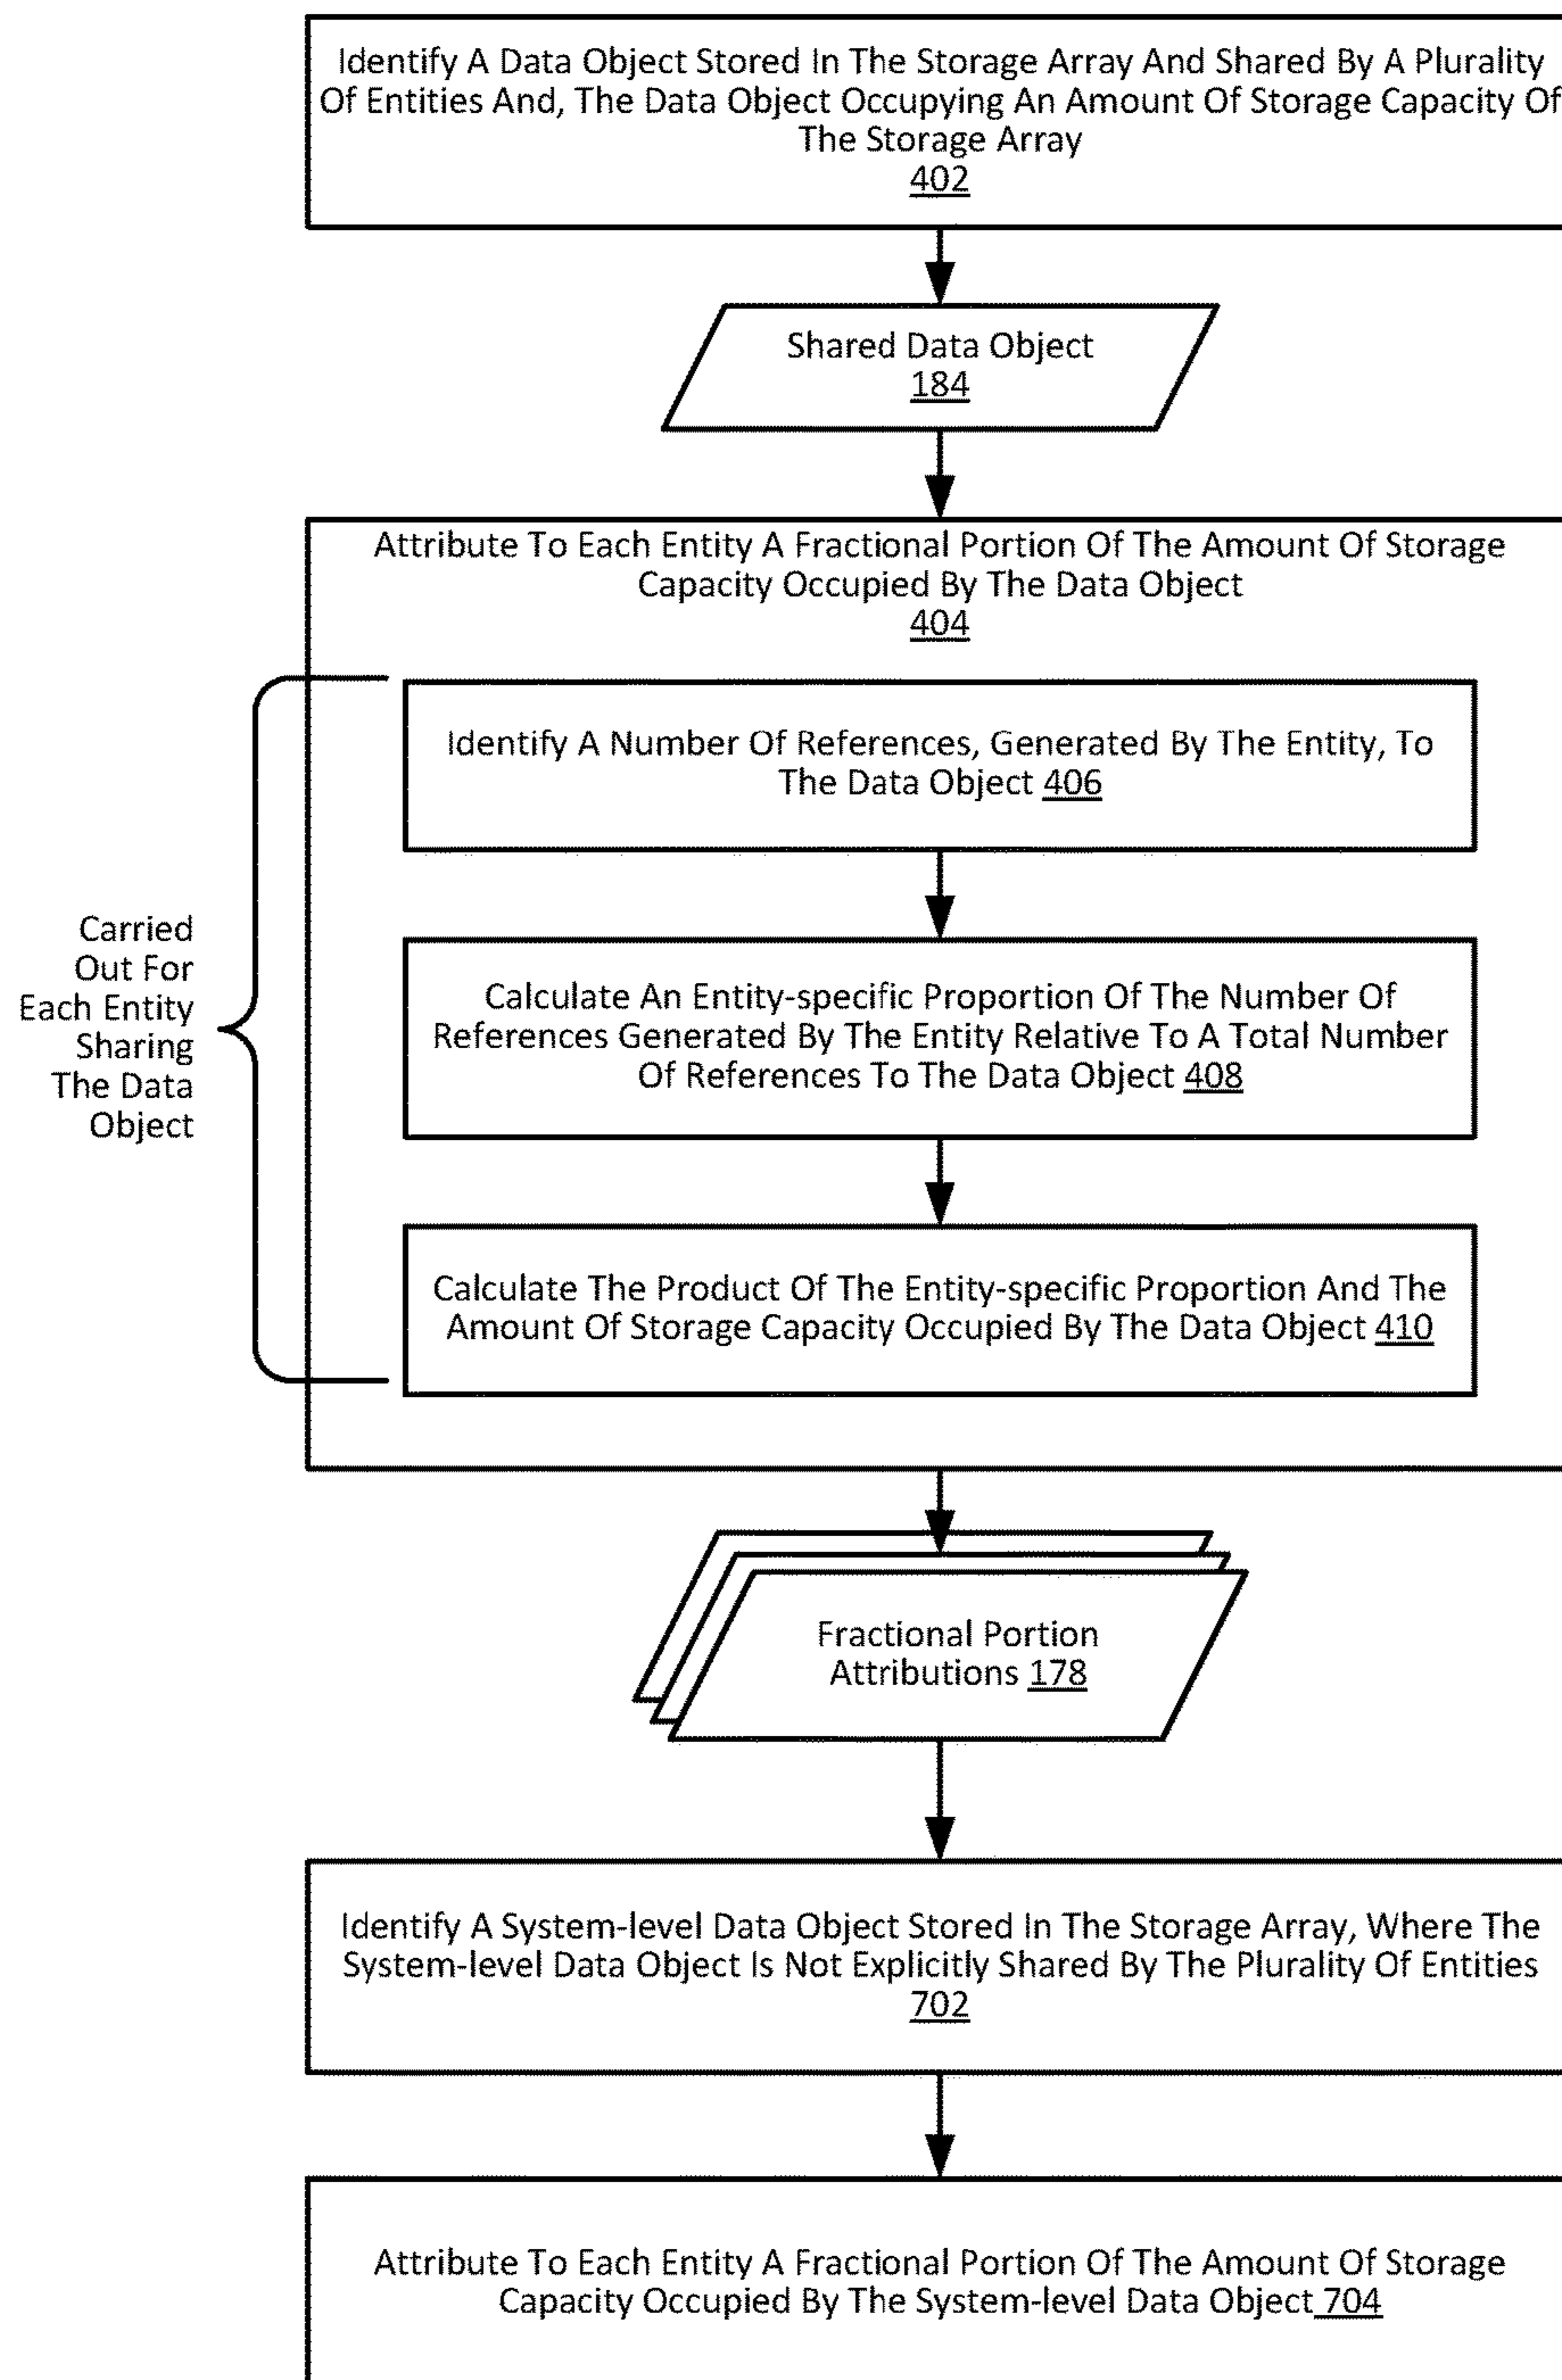 Identify A Data Object Stored In The Storage Array And Shared By A Plurality
Of Entities And, The Data Object Occupying An Amount Of Storage Capacity Of
The Storage Array
402
Shared Data Object
184
Attribute To Each Entity A Fractional Portion Of The Amount Of Storage
Capacity Occupied By The Data Object
404
Carried
Out For
Each Entity
Sharing
The Data
Object
Identify A Number Of References, Generated By The Entity, To
The Data Object 406
Calculate An Entity-specific Proportion Of The Number Of
References Generated By The Entity Relative To A Total Number
Of References To The Data Object 408
Calculate The Product Of The Entity-specific Proportion And The
Amount Of Storage Capacity Occupied By The Data Object 410
Fractional Portion
Attributions 178
Identify A System-level Data Object Stored In The Storage Array, Where The
System-level Data Object Is Not Explicitly Shared By The Plurality Of Entities
702
Attribute To Each Entity A Fractional Portion Of The Amount Of Storage
Capacity Occupied By The System-level Data Object 704